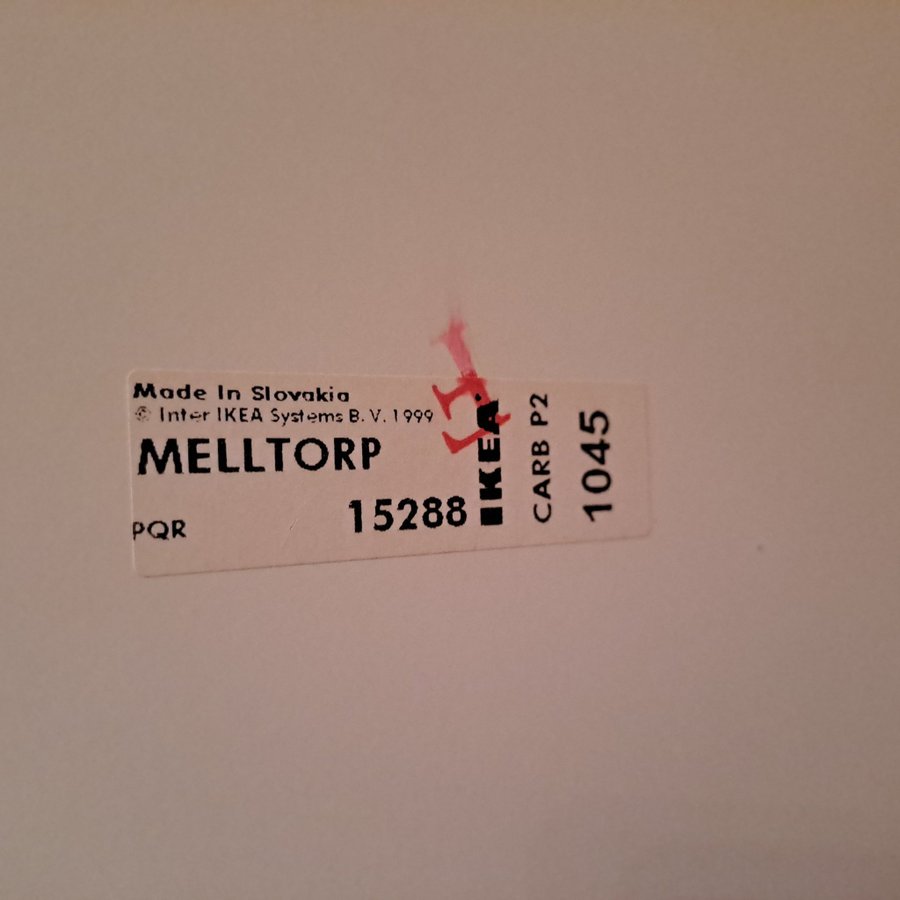 Made In Slovakia
© Inter IKEA Systems B.V. 1999
MELLTORP
15288
PQR
IKEA
CARB P2
1045